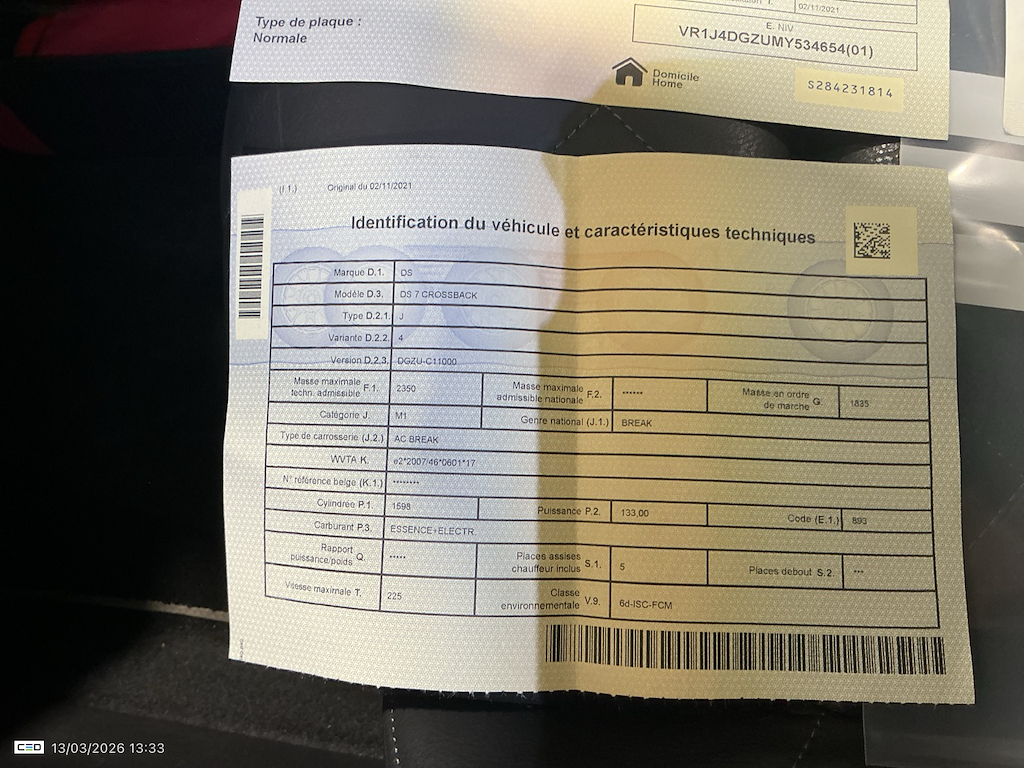 Type de plaque :
Normale
02/11/2021
E. NIV
VR1J4DGZUMY534654(01)
Domicile
Home
S284231814
(f.1.) Original du 02/11/2021
Identification du véhicule et caractéristiques techniques
Marque D.1. DS
Modèle D.3. DS 7 CROSSBACK
Type D.2.1. J
Variante D.2.2. 4
Version D.2.3. DGZU-C11000
Masse maximale techn. admissible F.1. 2350 Masse maximale admissible nationale F.2. ****** Masse en ordre de marche G. 1835
Catégorie J. M1 Genre national (J.1.) BREAK
Type de carrosserie (J.2.) AC BREAK
WVTA K. e2*2007/46*0601*17
N° référence belge (K.1.) ********
Cylindrée P.1. 1598 Puissance P.2. 133,00 Code (E.1.) 893
Carburant P.3. ESSENCE+ELECTR.
Rapport puissance/poids Q. ***** Places assises chauffeur inclus S.1. 5 Places debout S.2. ***
Vitesse maximale T. 225 Classe environnementale V.9. 6d-ISC-FCM
13/03/2026 13:33